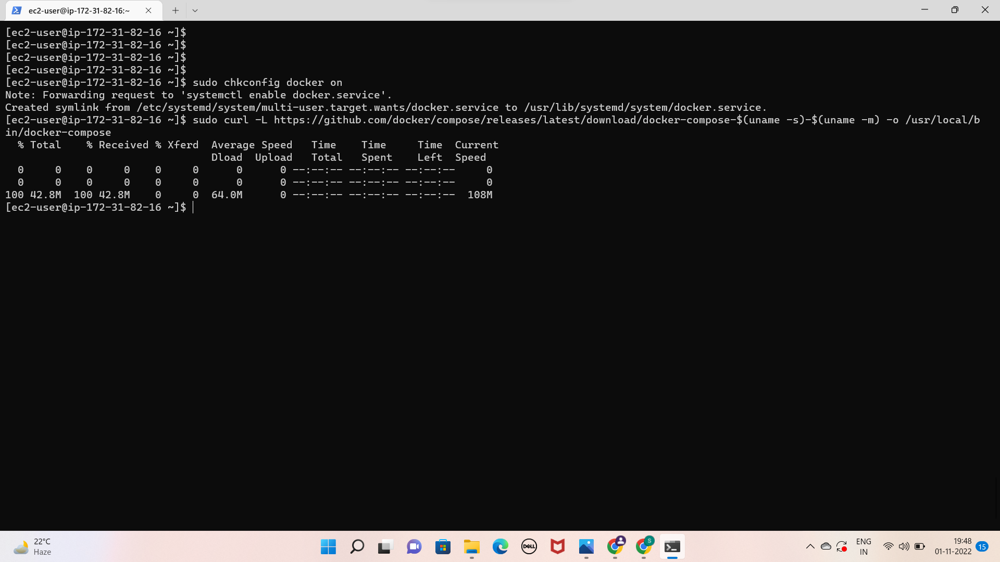 ec2-user@ip-172-31-82-16:~
[ec2-user@ip-172-31-82-16 ~]$
[ec2-user@ip-172-31-82-16 ~]$
[ec2-user@ip-172-31-82-16 ~]$
[ec2-user@ip-172-31-82-16 ~]$
[ec2-user@ip-172-31-82-16 ~]$ sudo chkconfig docker on
Note: Forwarding request to 'systemctl enable docker.service'.
Created symlink from /etc/systemd/system/multi-user.target.wants/docker.service to /usr/lib/systemd/system/docker.service.
[ec2-user@ip-172-31-82-16 ~]$ sudo curl -L https://github.com/docker/compose/releases/latest/download/docker-compose-$(uname -s)-$(uname -m) -o /usr/local/b
in/docker-compose
  % Total    % Received % Xferd  Average Speed   Time    Time     Time  Current
                                 Dload  Upload   Total   Spent    Left  Speed
  0     0    0     0    0     0      0      0 --:--:-- --:--:-- --:--:--     0
  0     0    0     0    0     0      0      0 --:--:-- --:--:-- --:--:--     0
100 42.8M  100 42.8M    0     0  64.0M      0 --:--:-- --:--:-- --:--:--  108M
[ec2-user@ip-172-31-82-16 ~]$
22°C
Haze
DELL
S
ENG
IN
19:48
01-11-2022
15